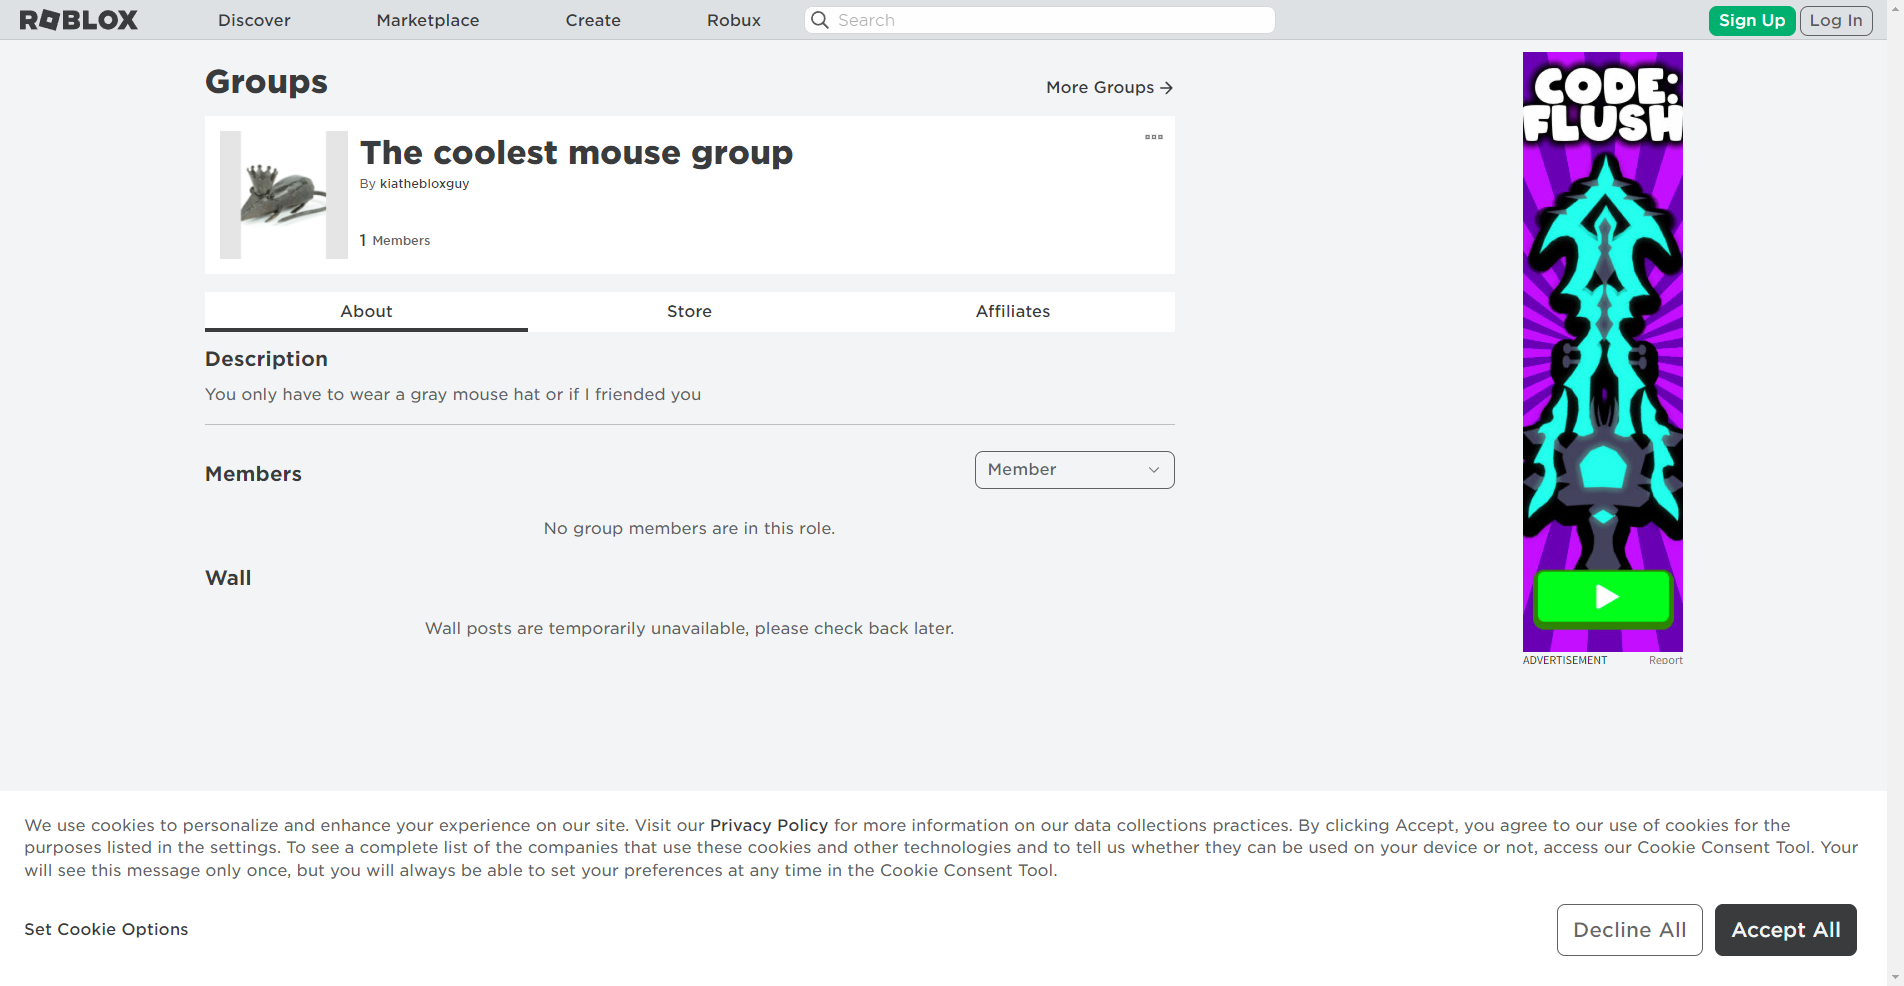 ROBLOX
Discover
Marketplace
Create
Robux
Search
Sign Up
Log In
Groups
More Groups
The coolest mouse group
By kiathebloxguy
1 Members
About
Store
Affiliates
Description
You only have to wear a gray mouse hat or if I friended you
Members
Member
No group members are in this role.
Wall
Wall posts are temporarily unavailable, please check back later.
CODE:
FLUSH
ADVERTISEMENT
Report
We use cookies to personalize and enhance your experience on our site. Visit our Privacy Policy for more information on our data collections practices. By clicking Accept, you agree to our use of cookies for the
purposes listed in the settings. To see a complete list of the companies that use these cookies and other technologies and to tell us whether they can be used on your device or not, access our Cookie Consent Tool. Your
will see this message only once, but you will always be able to set your preferences at any time in the Cookie Consent Tool.
Set Cookie Options
Decline All
Accept All